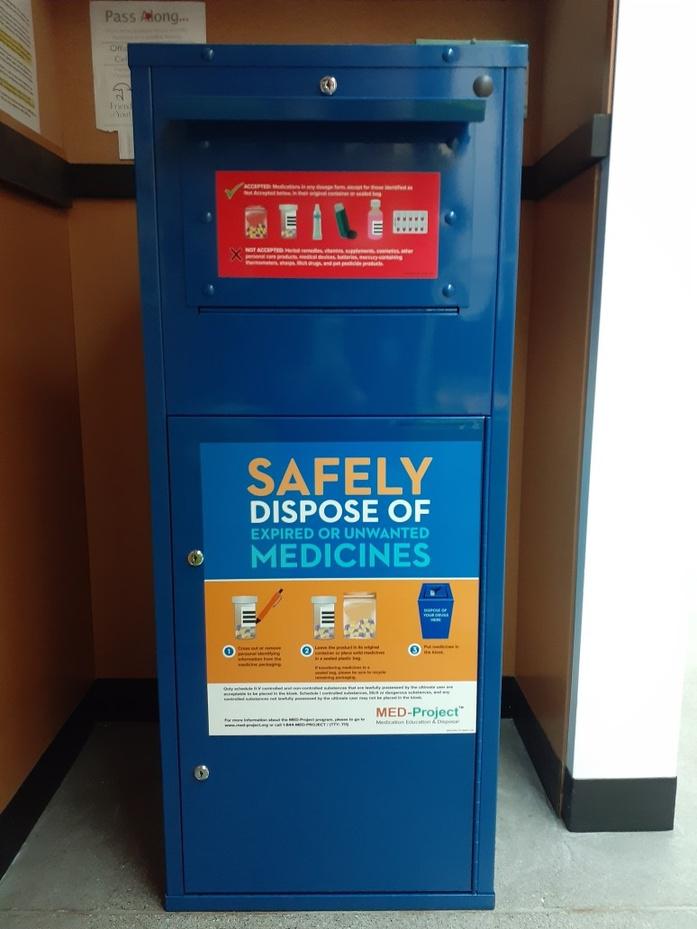 Pass Along...
ACCEPTED: Medications in any dosage form, except for those identified as
Not Accepted below, in their original container or sealed bag
NOT ACCEPTED: Herbal remedies, vitamins, supplements, cosmetics, other
personal care products, medical devices, batteries, mercury-containing
thermometers, sharps, illicit drugs, and pet pesticide products.
SAFELY
DISPOSE OF
EXPIRED OR UNWANTED
MEDICINES
DISPOSE OF
YOUR DRUGS
HERE
1 Cross out or remove
personal identifying
information from the
medicine packaging.
2 Leave the product in its original
container or place solid medicines
in a sealed plastic bag.
If transferring medicines to a
sealed bag, please be sure to recycle
remaining packaging.
3 Put medicines in
the kiosk.
Only schedule II-V controlled and non-controlled substances that are lawfully possessed by the ultimate user are
acceptable to be placed in the kiosk. Schedule I controlled substances, illicit or dangerous substances, and any
substances not lawfully possessed by the ultimate user may not be placed in the kiosk.
For more information about the MED-Project program, please to go to
www.med-project.org or call 1-844-MED-PROJECT / (TTY: 711)
MED-Project™
Medication Education & Disposal